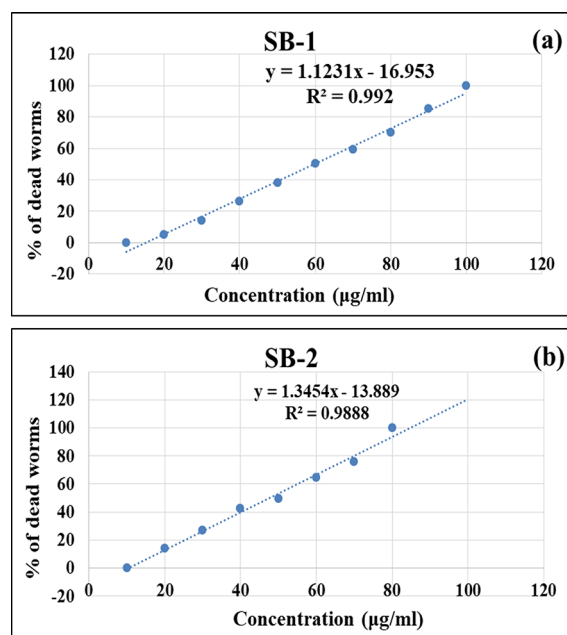 (a)
SB-1
y = 1.1231x - 16.953
R² = 0.992
% of dead worms
120
100
80
60
40
20
0
-20
0 20 40 60 80 100 120
Concentration (µg/ml)
(b)
SB-2
y = 1.3454x - 13.889
R² = 0.9888
% of dead worms
140
120
100
80
60
40
20
0
-20
0 20 40 60 80 100 120
Concentration (µg/ml)